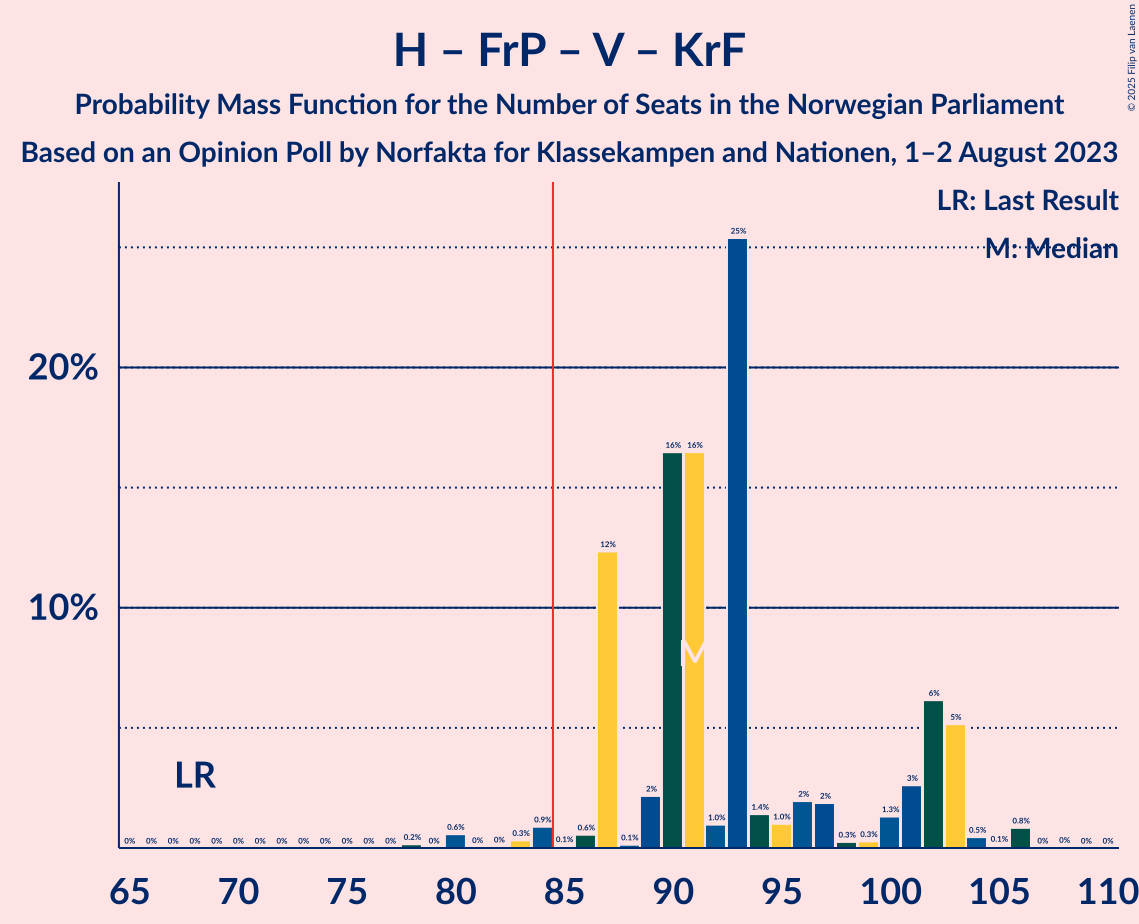 H – FrP – V – KrF
Probability Mass Function for the Number of Seats in the Norwegian Parliament
Based on an Opinion Poll by Norfakta for Klassekampen and Nationen, 1–2 August 2023
© 2025 Filip van Laenen
LR: Last Result
M: Median
25%
20%
16% 16%
12%
10%
M
6%
5%
LR
0% 0% 0% 0% 0% 0% 0% 0% 0% 0% 0% 0% 0% 0.2% 0% 0.6% 0% 0% 0.3% 0.9% 0.1% 0.6% 0.1% 2% 1.0% 1.4% 1.0% 2% 2% 0.3% 0.3% 1.3% 3% 0.5% 0.1% 0.8% 0% 0% 0% 0%
65 70 75 80 85 90 95 100 105 110